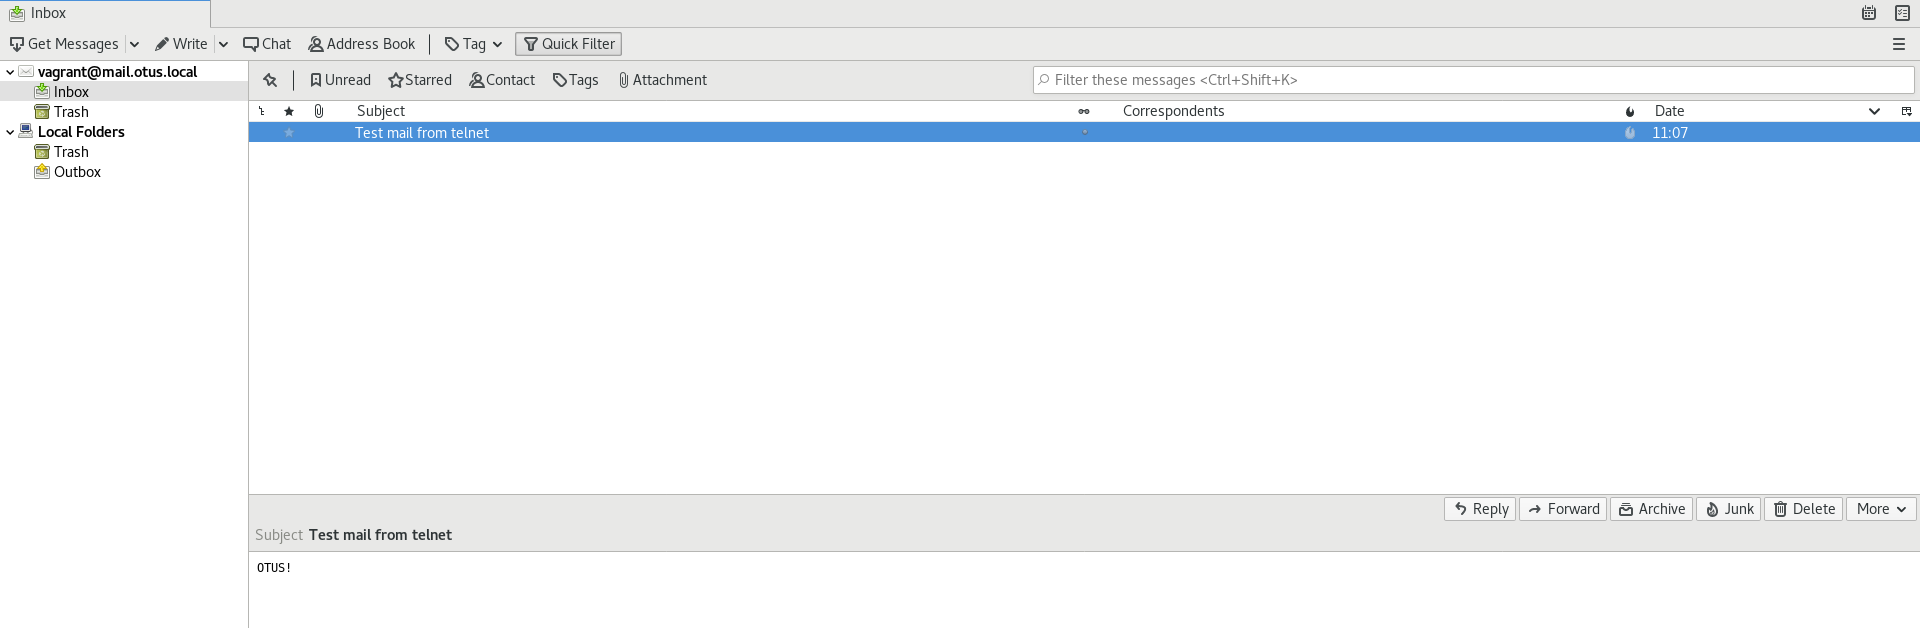 Inbox
Get Messages Write Chat Address Book Tag Quick Filter
vagrant@mail.otus.local
Inbox
Trash
Local Folders
Trash
Outbox
Unread Starred Contact Tags Attachment Filter these messages <Ctrl+Shift+K>
Subject Correspondents Date
Test mail from telnet 11:07
Reply Forward Archive Junk Delete More
Subject Test mail from telnet
OTUS!